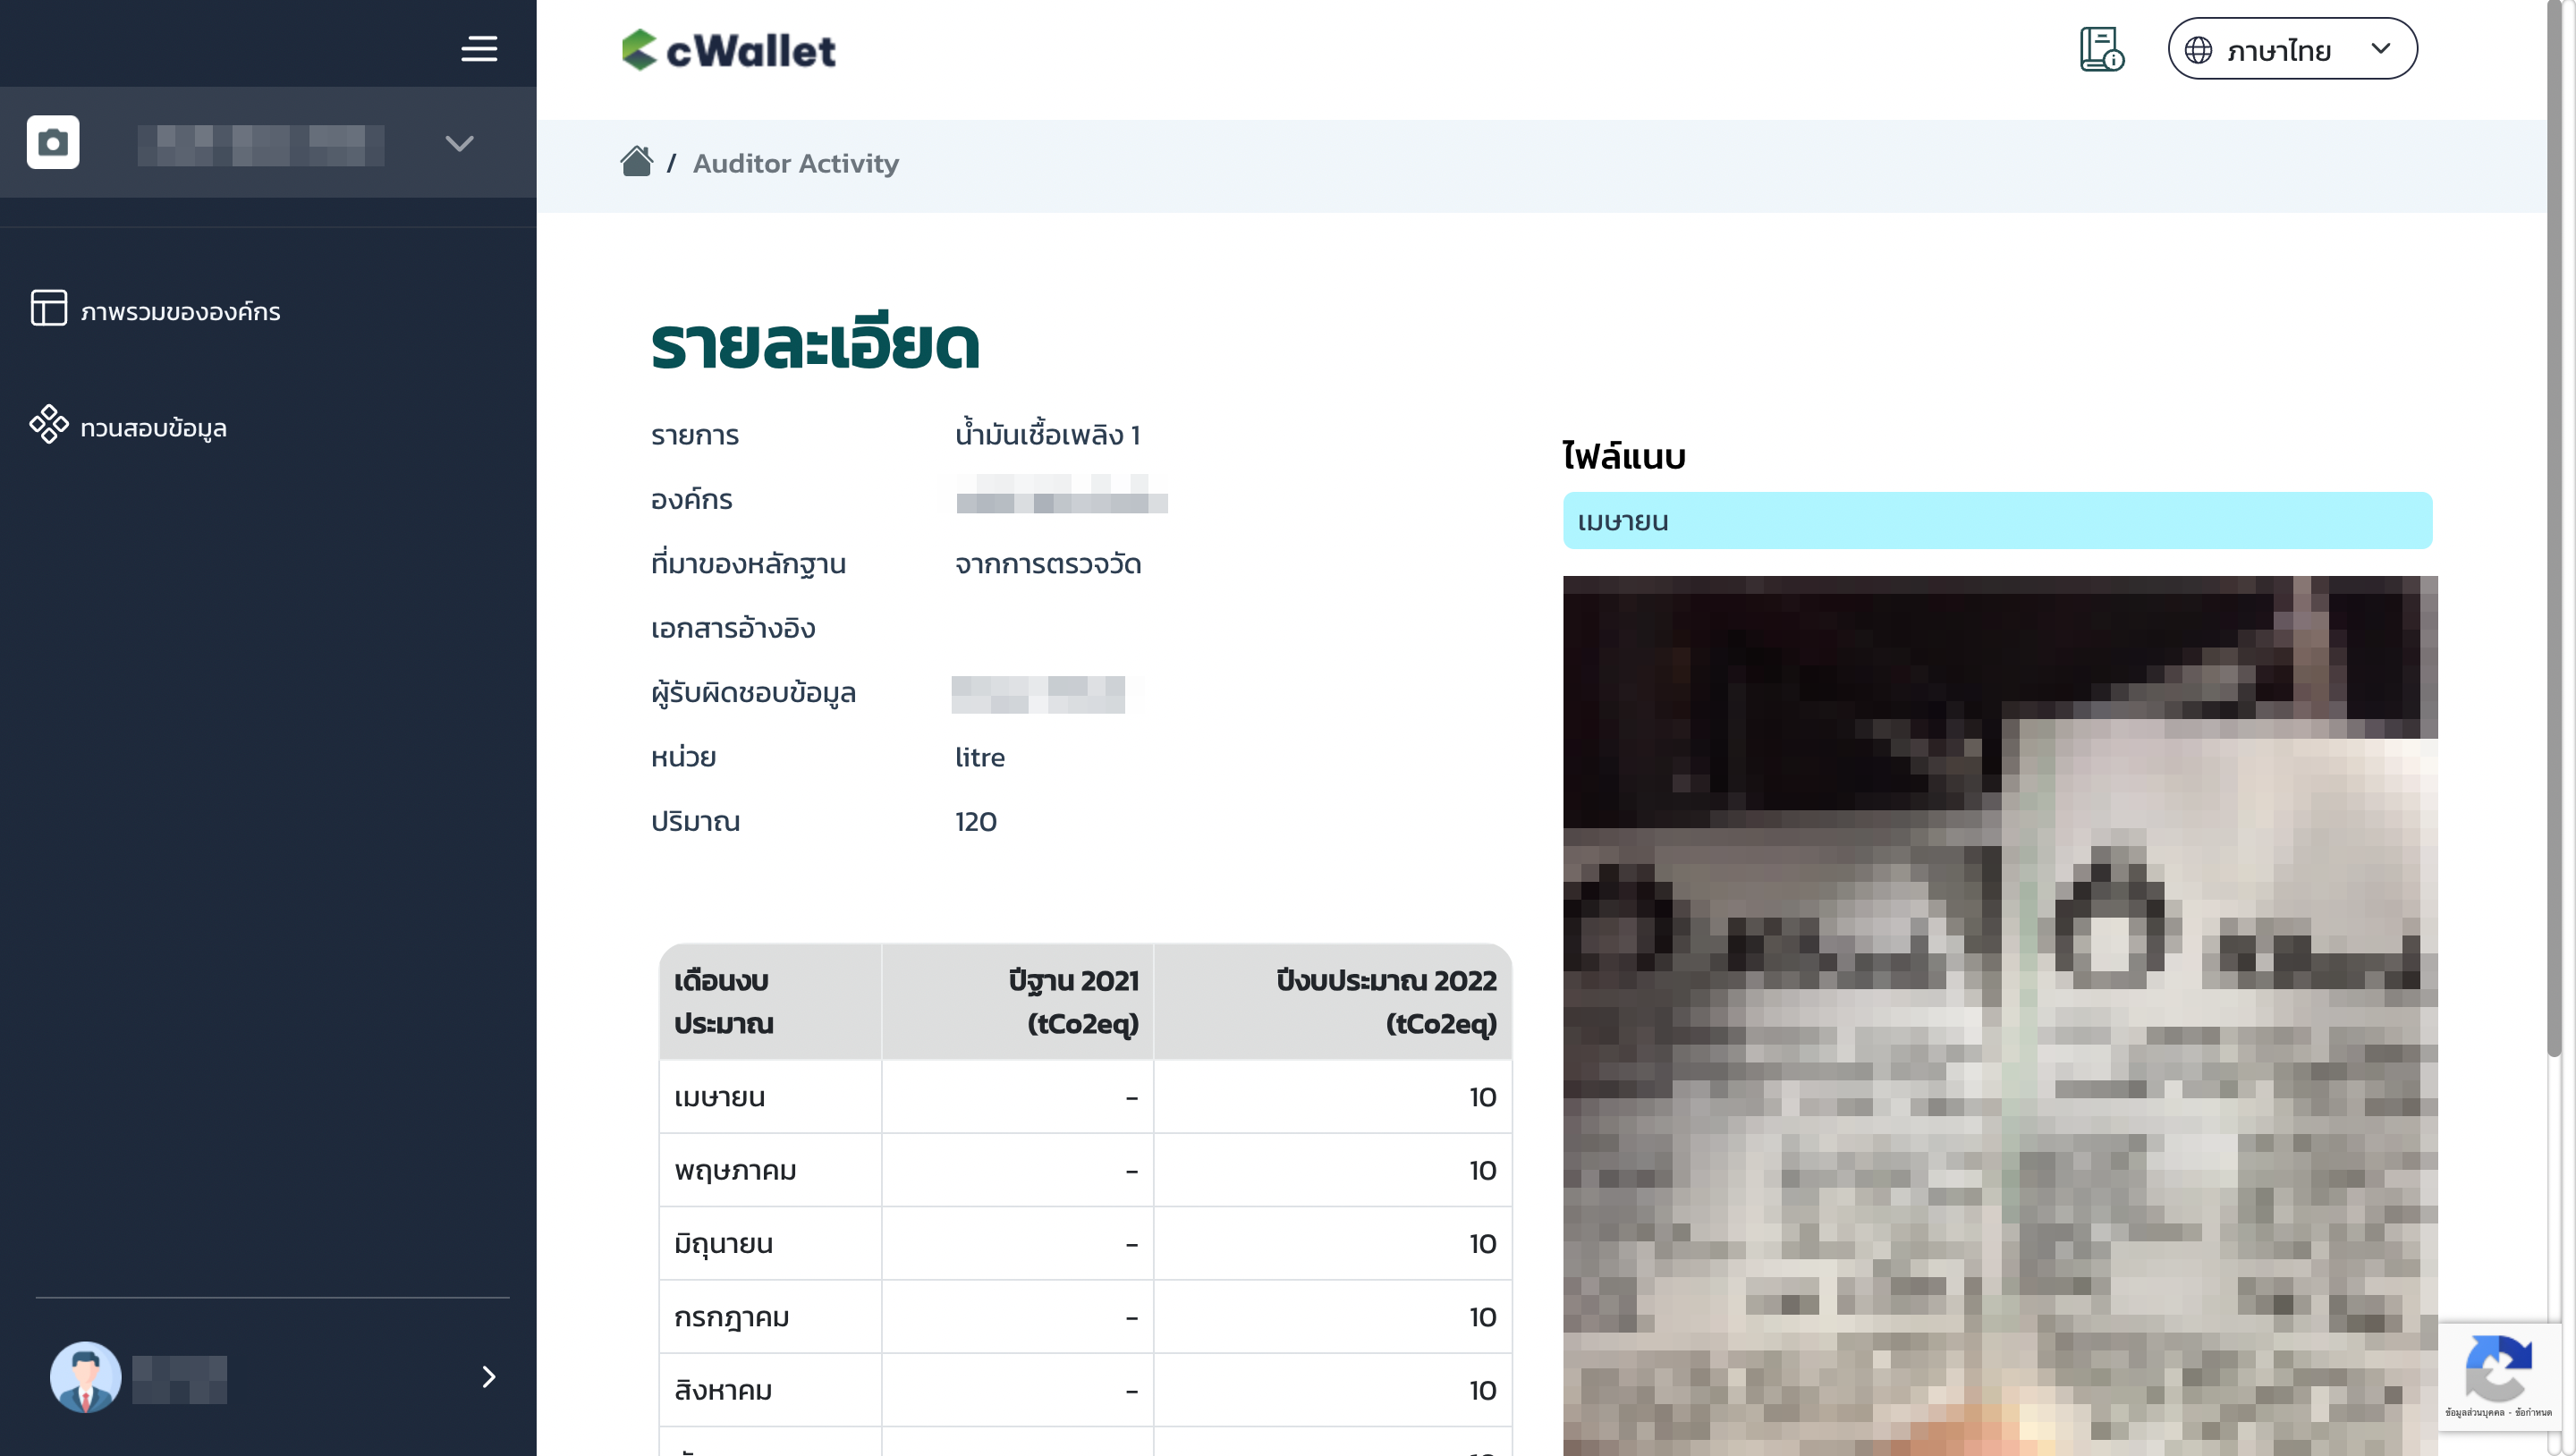 cWallet
ภาษาไทย
/ Auditor Activity
ภาพรวมขององค์กร
ทวนสอบข้อมูล
รายละเอียด
รายการ น้ำมันเชื้อเพลิง 1
องค์กร
ที่มาของหลักฐาน จากการตรวจวัด
เอกสารอ้างอิง
ผู้รับผิดชอบข้อมูล
หน่วย litre
ปริมาณ 120
ไฟล์แนบ
เมษายน
เดือนงบ
ประมาณ
ปีฐาน 2021
(tCo2eq)
ปีงบประมาณ 2022
(tCo2eq)
เมษายน - 10
พฤษภาคม - 10
มิถุนายน - 10
กรกฎาคม - 10
สิงหาคม - 10
ข้อมูลส่วนบุคคล - ข้อกำหนด